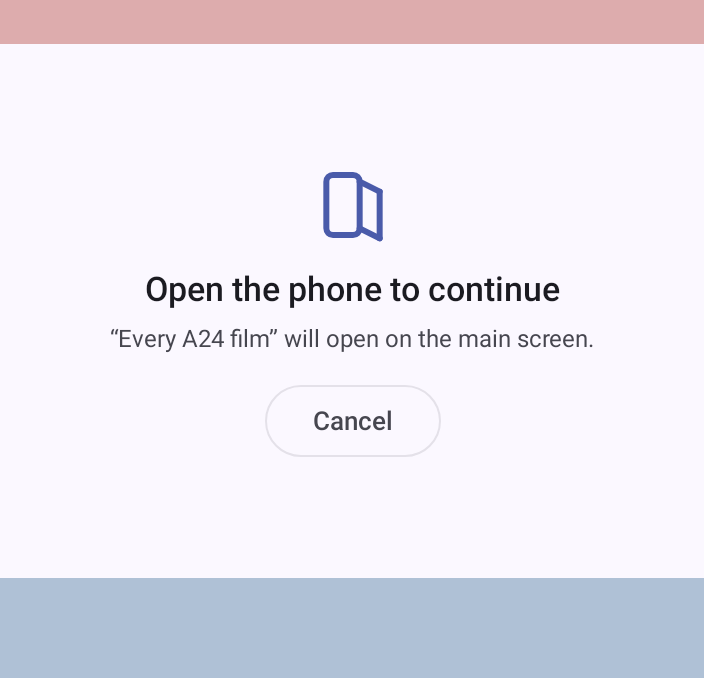 Open the phone to continue
“Every A24 film” will open on the main screen.
Cancel